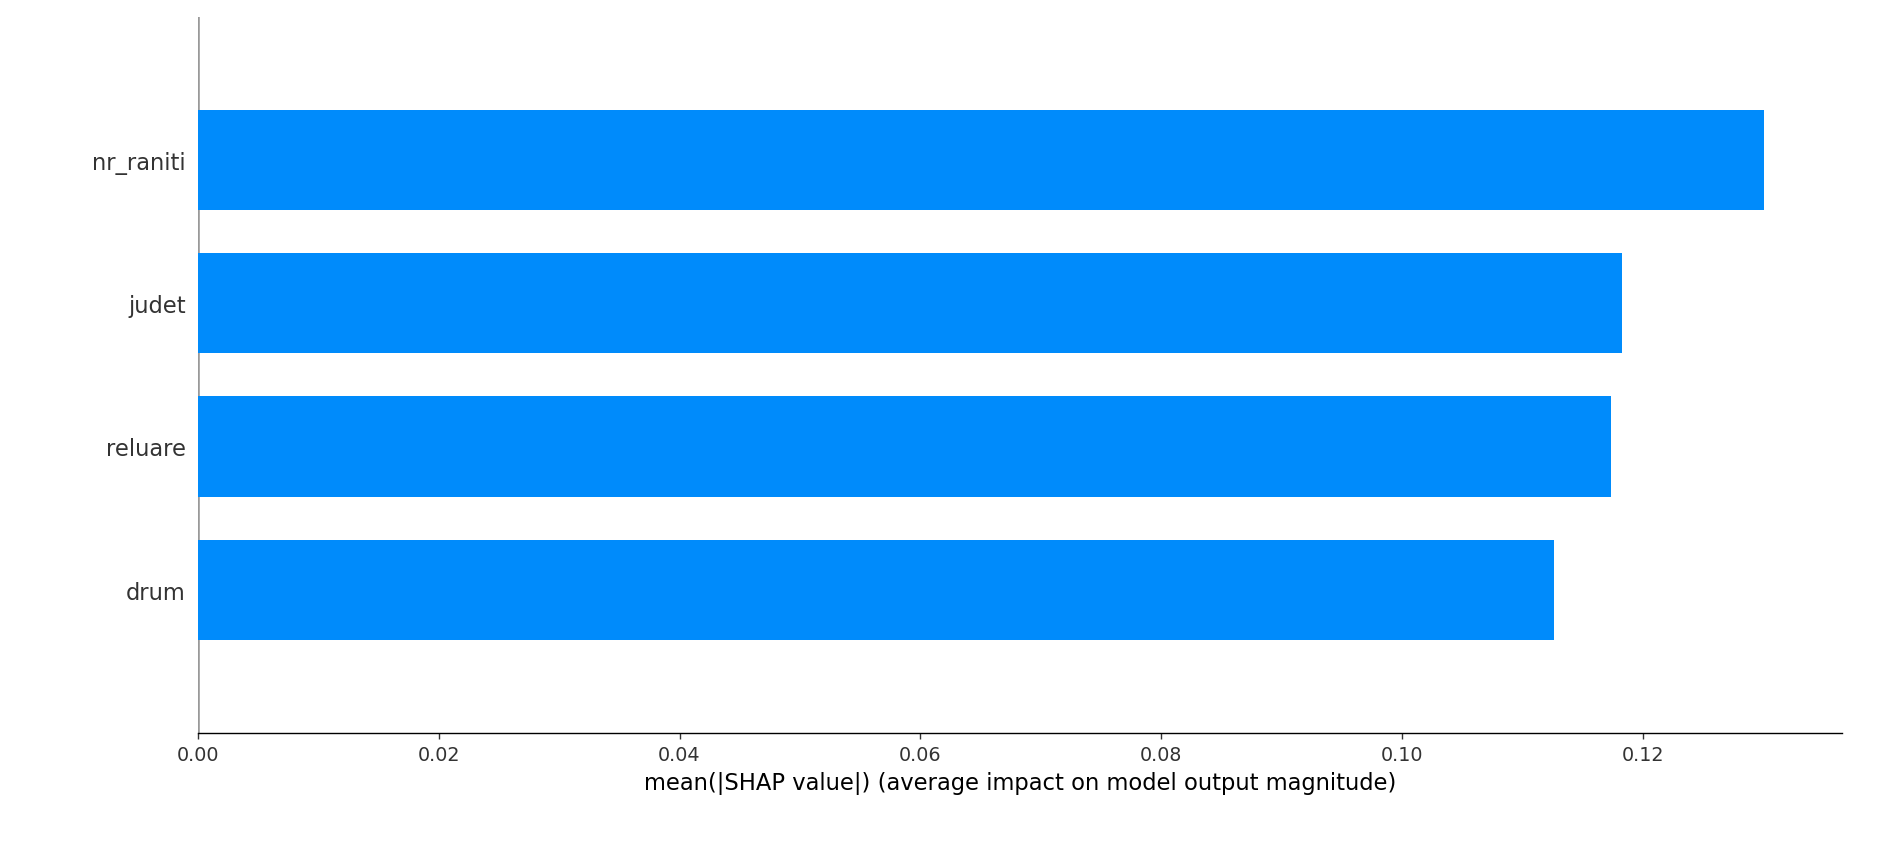 nr_raniti
judet
reluare
drum
0.00 0.02 0.04 0.06 0.08 0.10 0.12
mean(|SHAP value|) (average impact on model output magnitude)